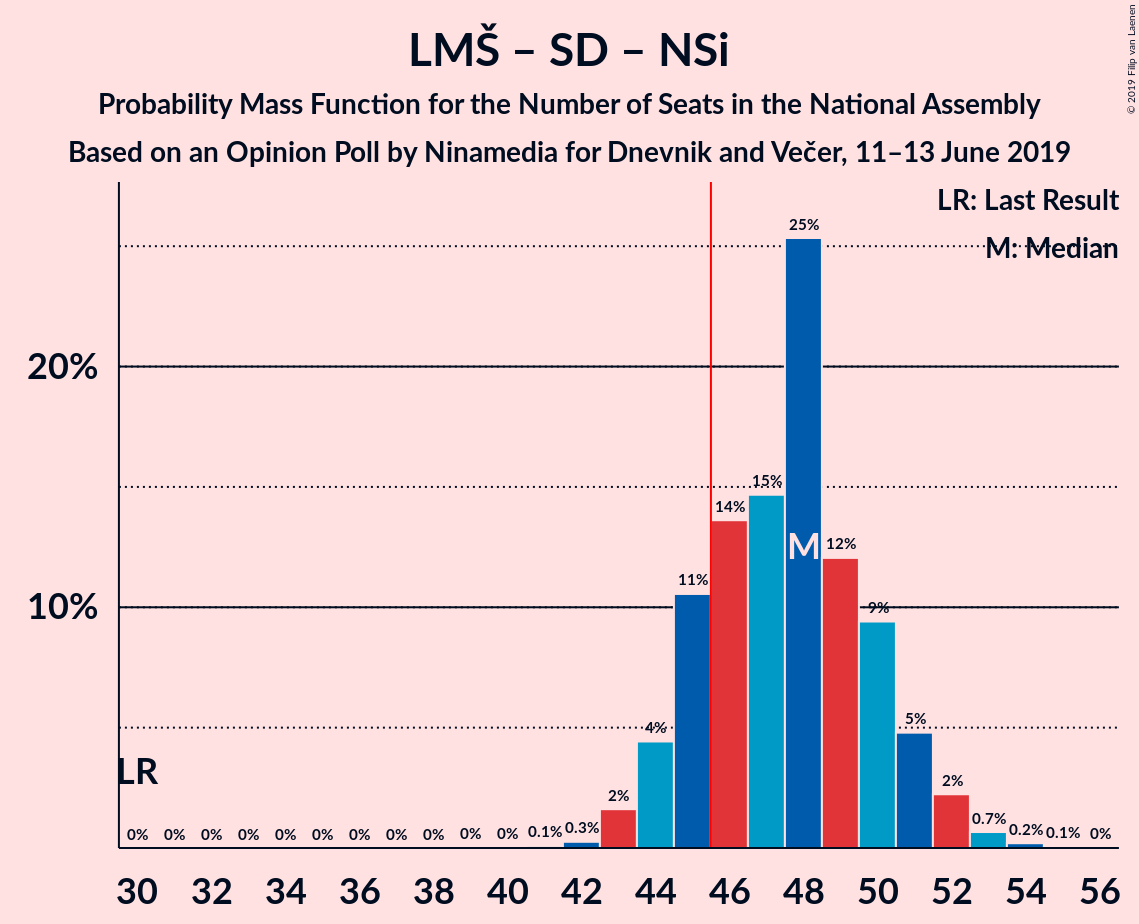 LMŠ – SD – NSi
Probability Mass Function for the Number of Seats in the National Assembly
Based on an Opinion Poll by Ninamedia for Dnevnik and Večer, 11–13 June 2019
© 2019 Filip van Laenen
LR: Last Result
M: Median
20%
10%
LR
M
0% 0% 0% 0% 0% 0% 0% 0% 0% 0% 0% 0.1% 0.3% 2% 4% 11% 14% 15% 25% 12% 9% 5% 2% 0.7% 0.2% 0.1% 0%
30 32 34 36 38 40 42 44 46 48 50 52 54 56